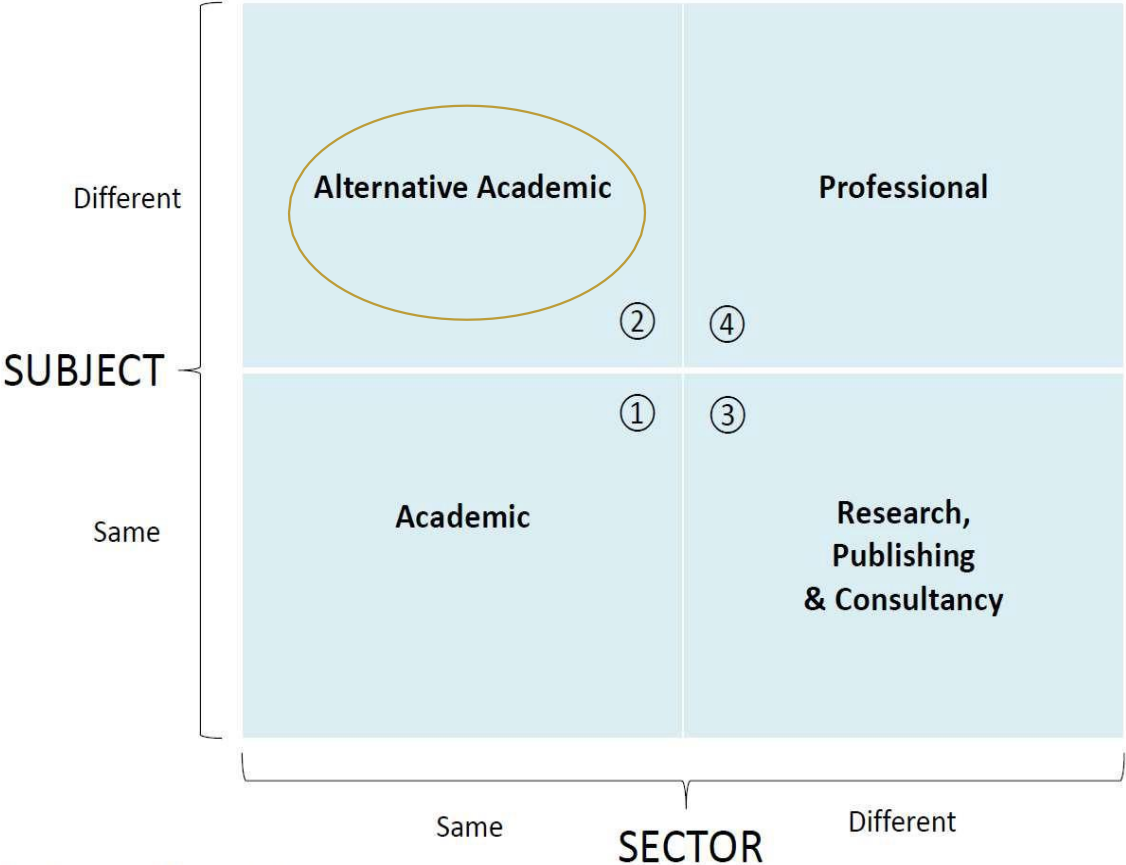 Different
Alternative Academic
Professional
②
④
SUBJECT
①
③
Same
Academic
Research,
Publishing
& Consultancy
Same
Different
SECTOR